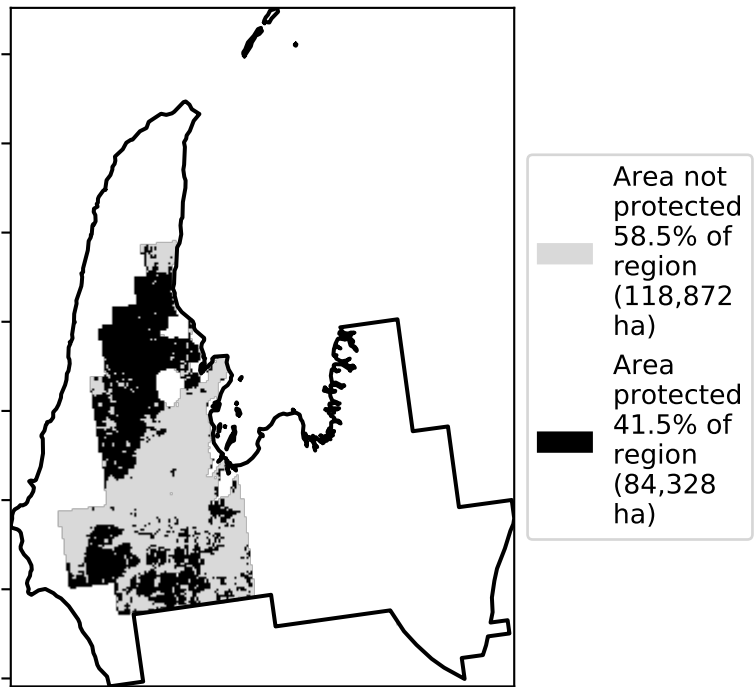 Area not
protected
58.5% of
region
(118,872
ha)
Area
protected
41.5% of
region
(84,328
ha)